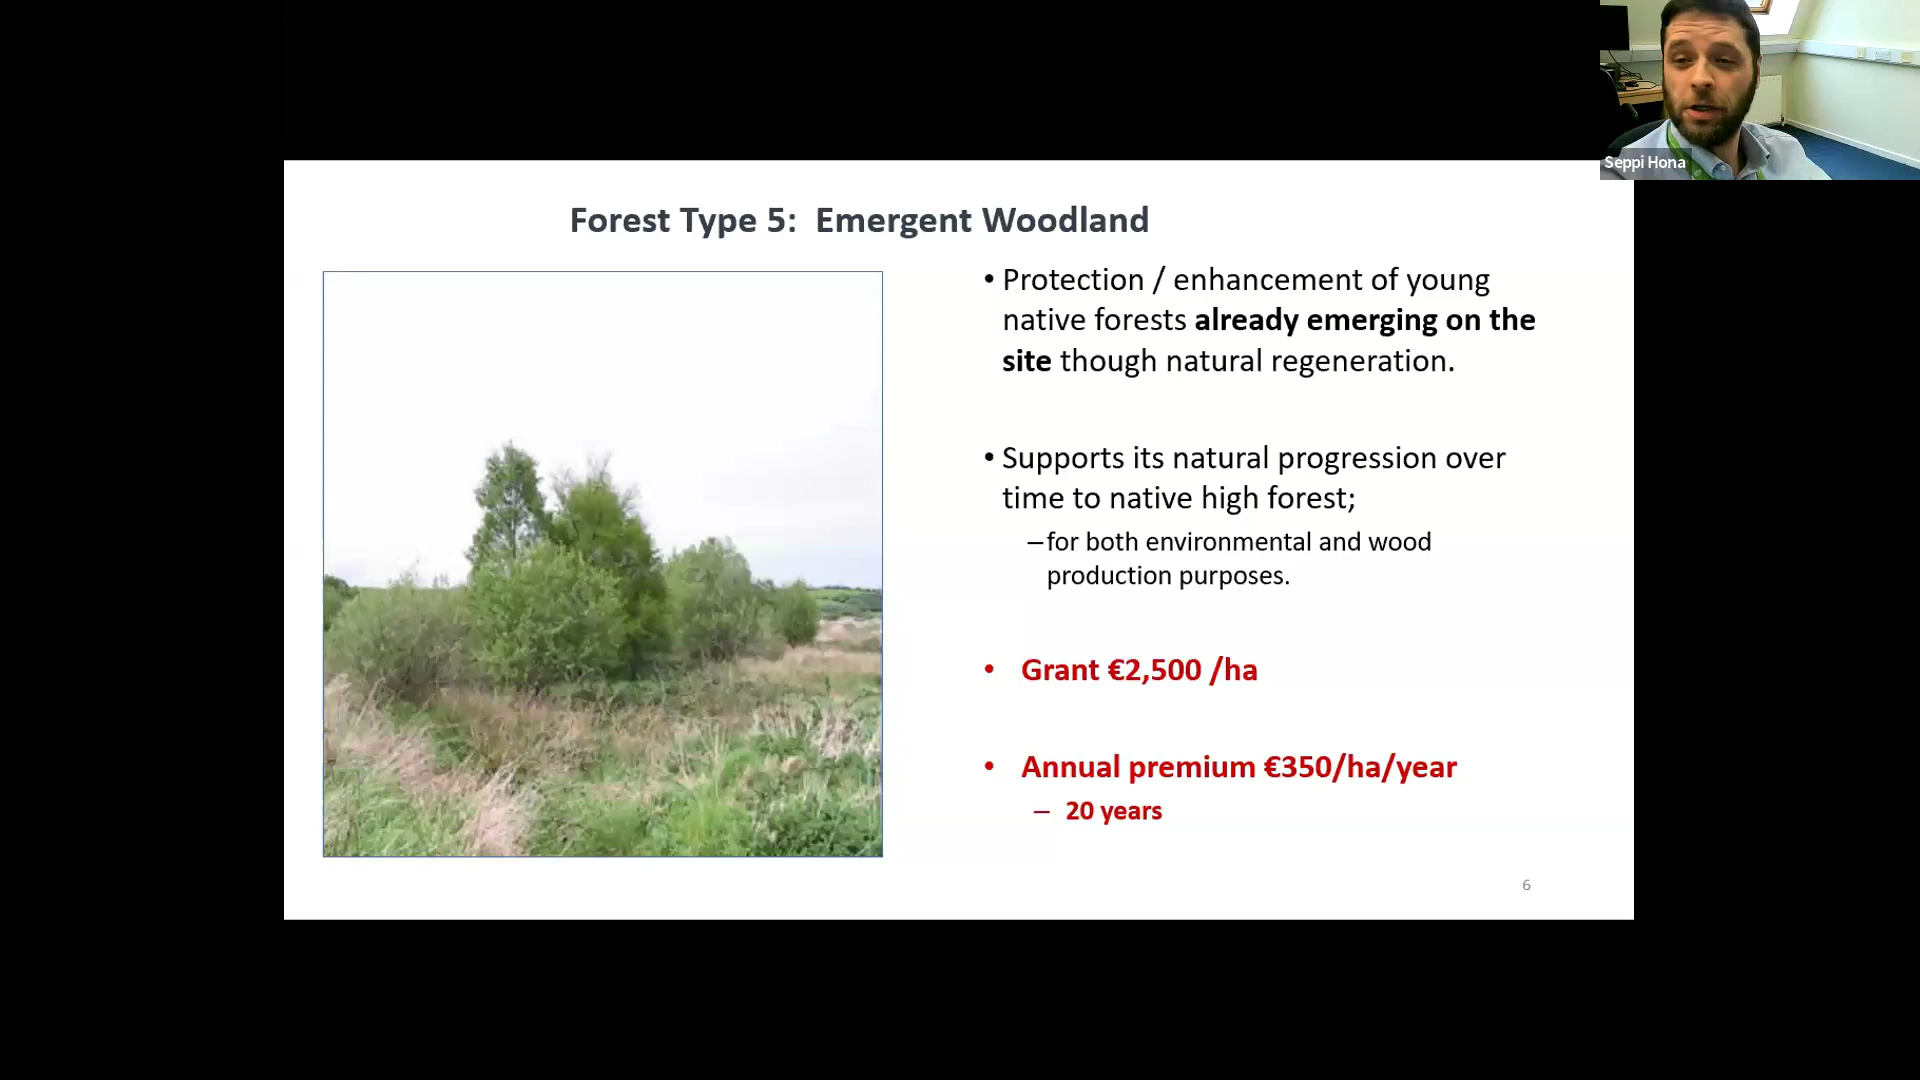 Seppi Hona
Forest Type 5: Emergent Woodland
• Protection / enhancement of young
native forests already emerging on the
site though natural regeneration.
• Supports its natural progression over
time to native high forest;
–for both environmental and wood
production purposes.
• Grant €2,500 /ha
• Annual premium €350/ha/year
– 20 years
6